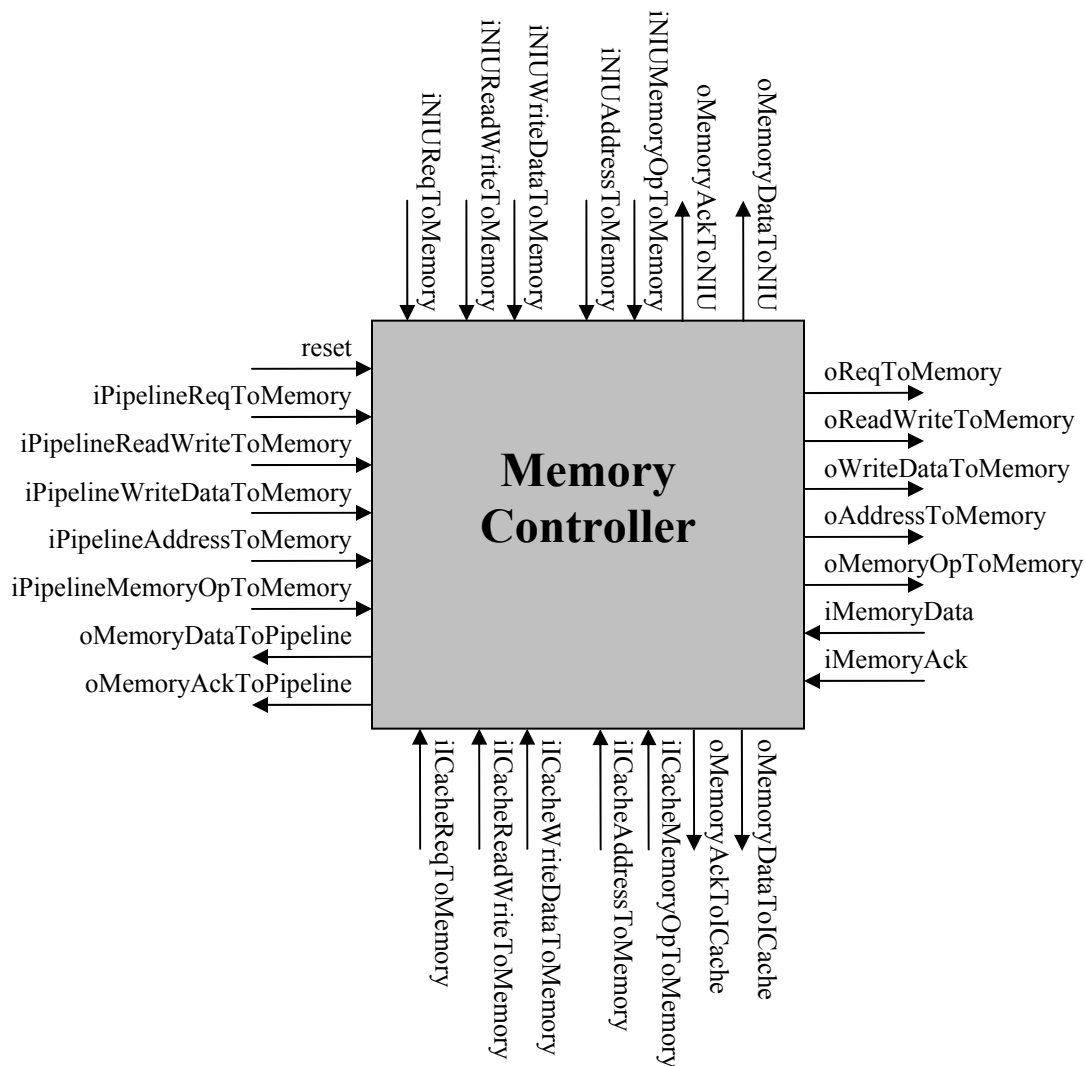 iNIUReqToMemory
iNIUReadWriteToMemory
iNIUWriteDataToMemory
iNIUAddressToMemory
iNIUMemoryOpToMemory
oMemoryAckToNIU
oMemoryDataToNIU
reset
iPipelineReqToMemory
iPipelineReadWriteToMemory
iPipelineWriteDataToMemory
iPipelineAddressToMemory
iPipelineMemoryOpToMemory
oMemoryDataToPipeline
oMemoryAckToPipeline
Memory
Controller
oReqToMemory
oReadWriteToMemory
oWriteDataToMemory
oAddressToMemory
oMemoryOpToMemory
iMemoryData
iMemoryAck
iICacheReqToMemory
iICacheReadWriteToMemory
iICacheWriteDataToMemory
iICacheAddressToMemory
iICacheMemoryOpToMemory
oMemoryAckToICache
oMemoryDataToICache